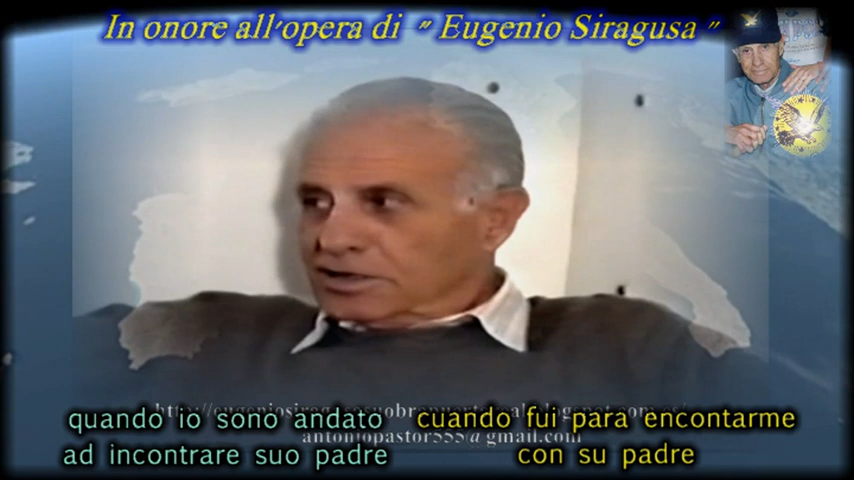 In onore all'opera di " Eugenio Siragusa "
antoniopastor555@gmail.com
quando io sono andato
ad incontrare suo padre
cuando fui para encontarme
con su padre